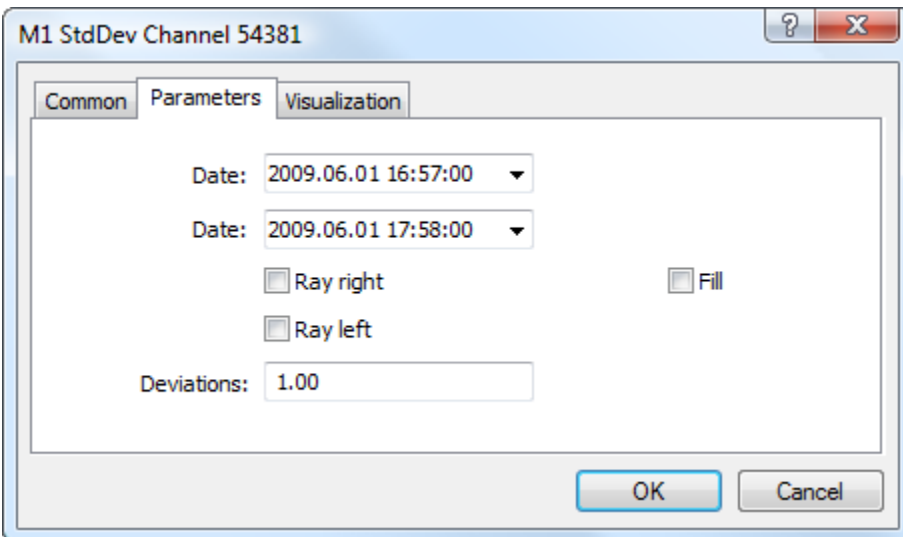 M1 StdDev Channel 54381
?
X
Common Parameters Visualization
Date: 2009.06.01 16:57:00
Date: 2009.06.01 17:58:00
Ray right Fill
Ray left
Deviations: 1.00
OK Cancel